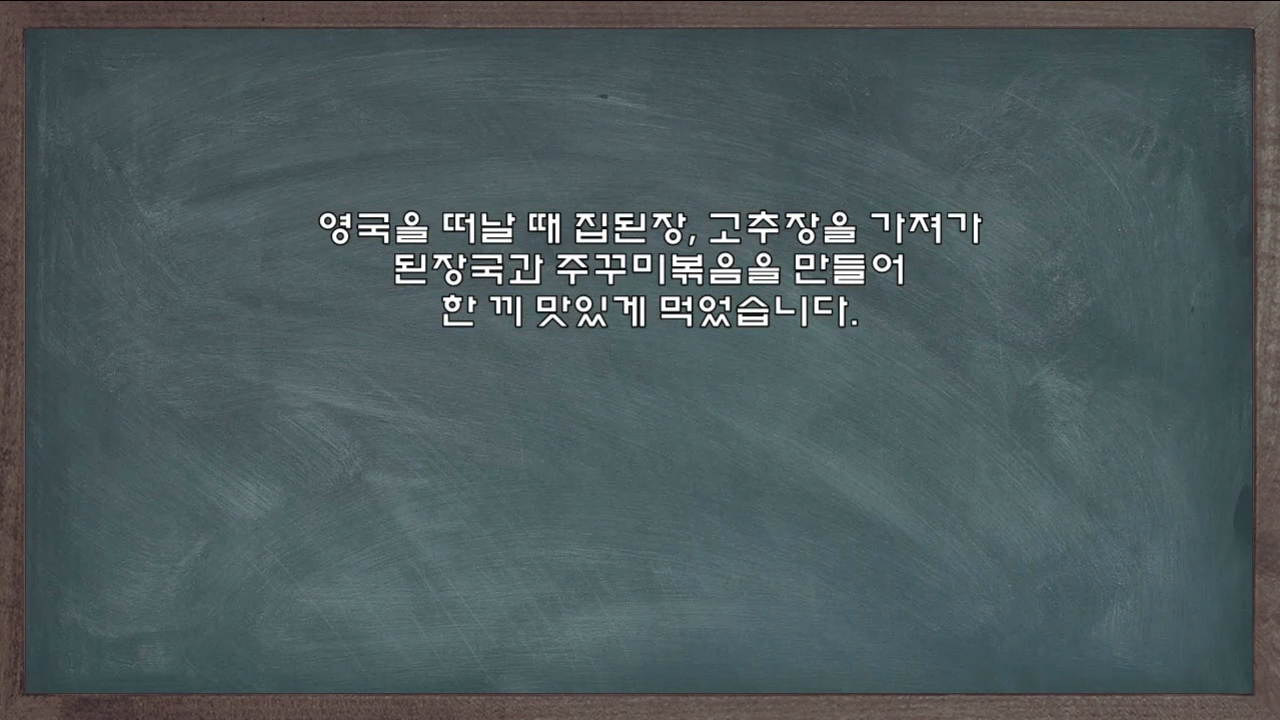 영국을 떠날 때 집된장, 고추장을 가져가
된장국과 주꾸미볶음을 만들어
한 끼 맛있게 먹었습니다.